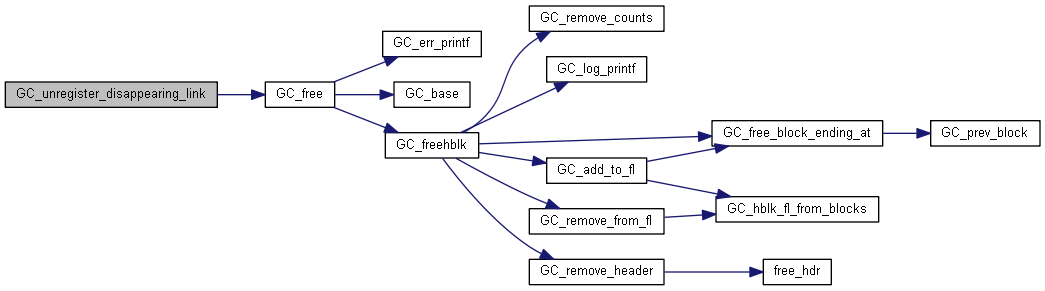 GC_unregister_disappearing_link
GC_free
GC_err_printf
GC_base
GC_freehblk
GC_remove_counts
GC_log_printf
GC_free_block_ending_at
GC_prev_block
GC_add_to_fl
GC_hblk_fl_from_blocks
GC_remove_from_fl
GC_remove_header
free_hdr